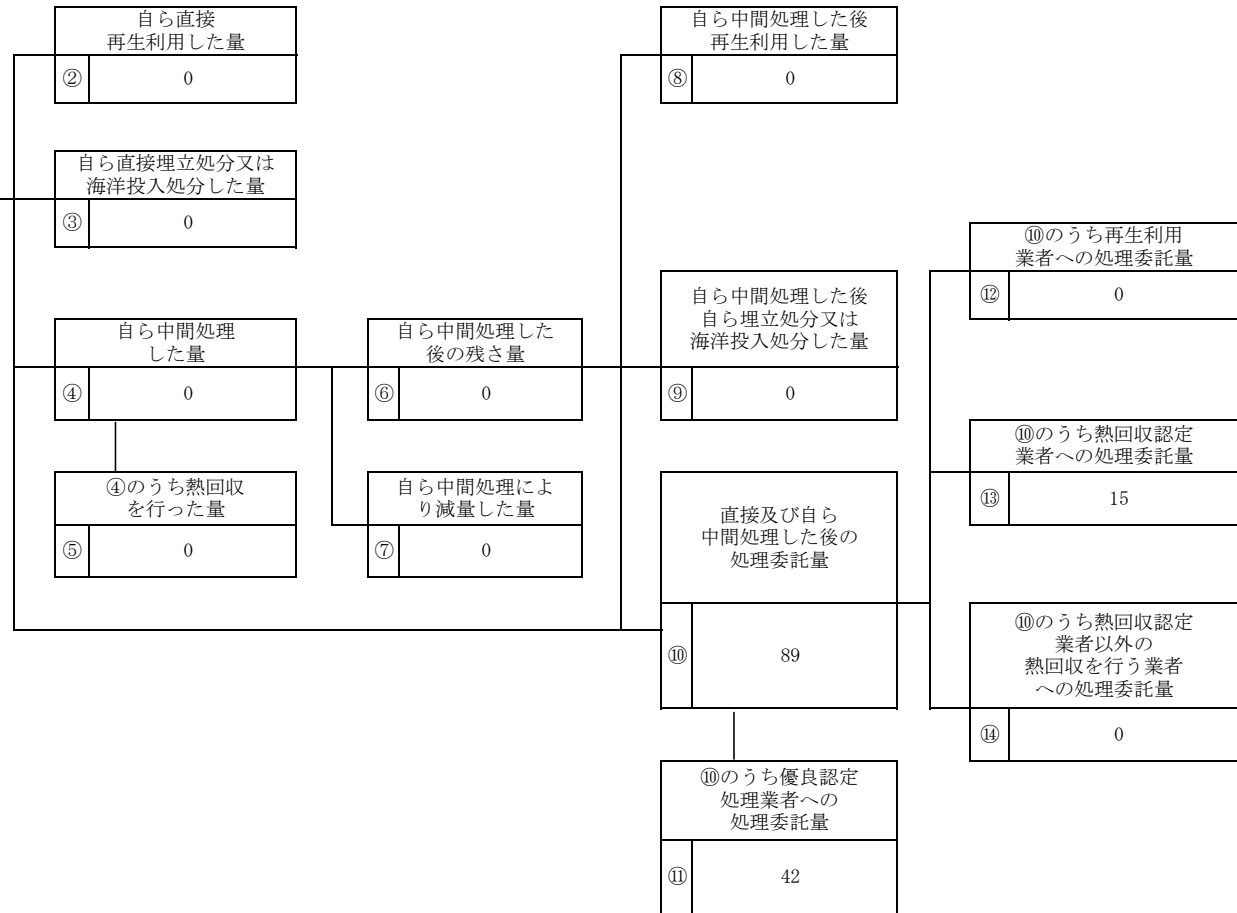 自ら直接
再生利用した量
② 0
自ら直接埋立処分又は
海洋投入処分した量
③ 0
自ら中間処理
した量
④ 0
④のうち熱回収
を行った量
⑤ 0
自ら中間処理した
後の残さ量
⑥ 0
自ら中間処理によ
り減量した量
⑦ 0
自ら中間処理した後
再生利用した量
⑧ 0
自ら中間処理した後
自ら埋立処分又は
海洋投入処分した量
⑨ 0
直接及び自ら
中間処理した後の
処理委託量
⑩ 89
⑩のうち優良認定
処理業者への
処理委託量
⑪ 42
⑩のうち再生利用
業者への処理委託量
⑫ 0
⑩のうち熱回収認定
業者への処理委託量
⑬ 15
⑩のうち熱回収認定
業者以外の
熱回収を行う業者
への処理委託量
⑭ 0